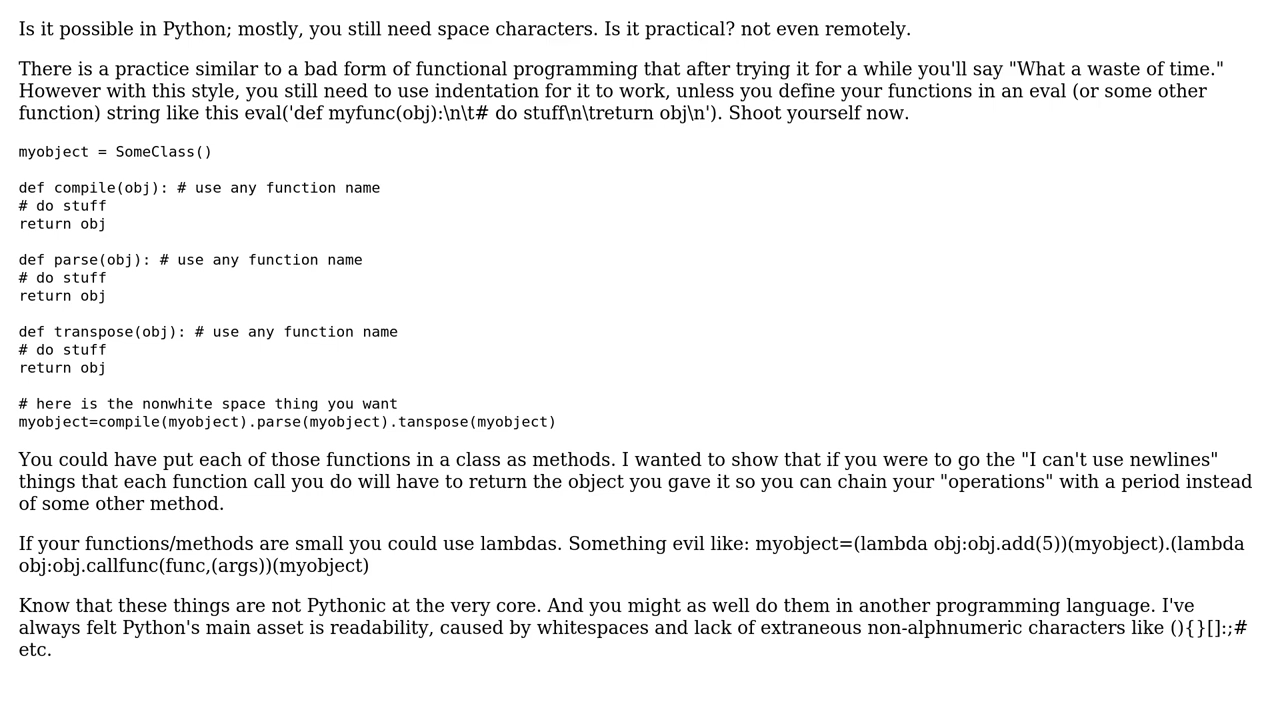 Is it possible in Python; mostly, you still need space characters. Is it practical? not even remotely.
There is a practice similar to a bad form of functional programming that after trying it for a while you'll say "What a waste of time."
However with this style, you still need to use indentation for it to work, unless you define your functions in an eval (or some other
function) string like this eval('def myfunc(obj):\n\t# do stuff\n\treturn obj\n'). Shoot yourself now.
myobject = SomeClass()
def compile(obj): # use any function name
# do stuff
return obj
def parse(obj): # use any function name
# do stuff
return obj
def transpose(obj): # use any function name
# do stuff
return obj
# here is the nonwhite space thing you want
myobject=compile(myobject).parse(myobject).tanspose(myobject)
You could have put each of those functions in a class as methods. I wanted to show that if you were to go the "I can't use newlines"
things that each function call you do will have to return the object you gave it so you can chain your "operations" with a period instead
of some other method.
If your functions/methods are small you could use lambdas. Something evil like: myobject=(lambda obj:obj.add(5))(myobject).(lambda
obj:obj.callfunc(func,(args))(myobject)
Know that these things are not Pythonic at the very core. And you might as well do them in another programming language. I've
always felt Python's main asset is readability, caused by whitespaces and lack of extraneous non-alphnumeric characters like (){}[]:;#
etc.